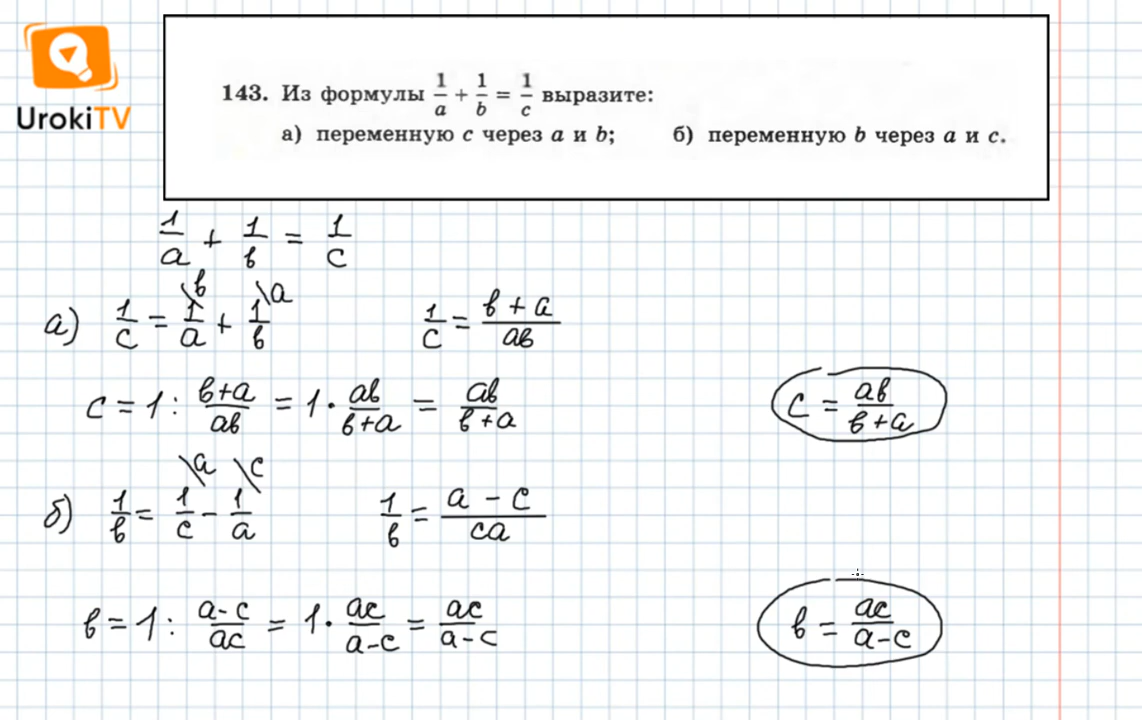 UrokiTV
143. Из формулы 1/a + 1/b = 1/c выразите:
а) переменную c через a и b; б) переменную b через a и c.
1/a + 1/b = 1/c
а) 1/c = 1\b/a + 1\a/b 1/c = b+a/ab
c = 1 : b+a/ab = 1 · ab/b+a = ab/b+a c = ab/b+a
б) 1/b = 1\a/c - 1\c/a 1/b = a - c/ca
b = 1 : a-c/ac = 1 · ac/a-c = ac/a-c b = ac/a-c